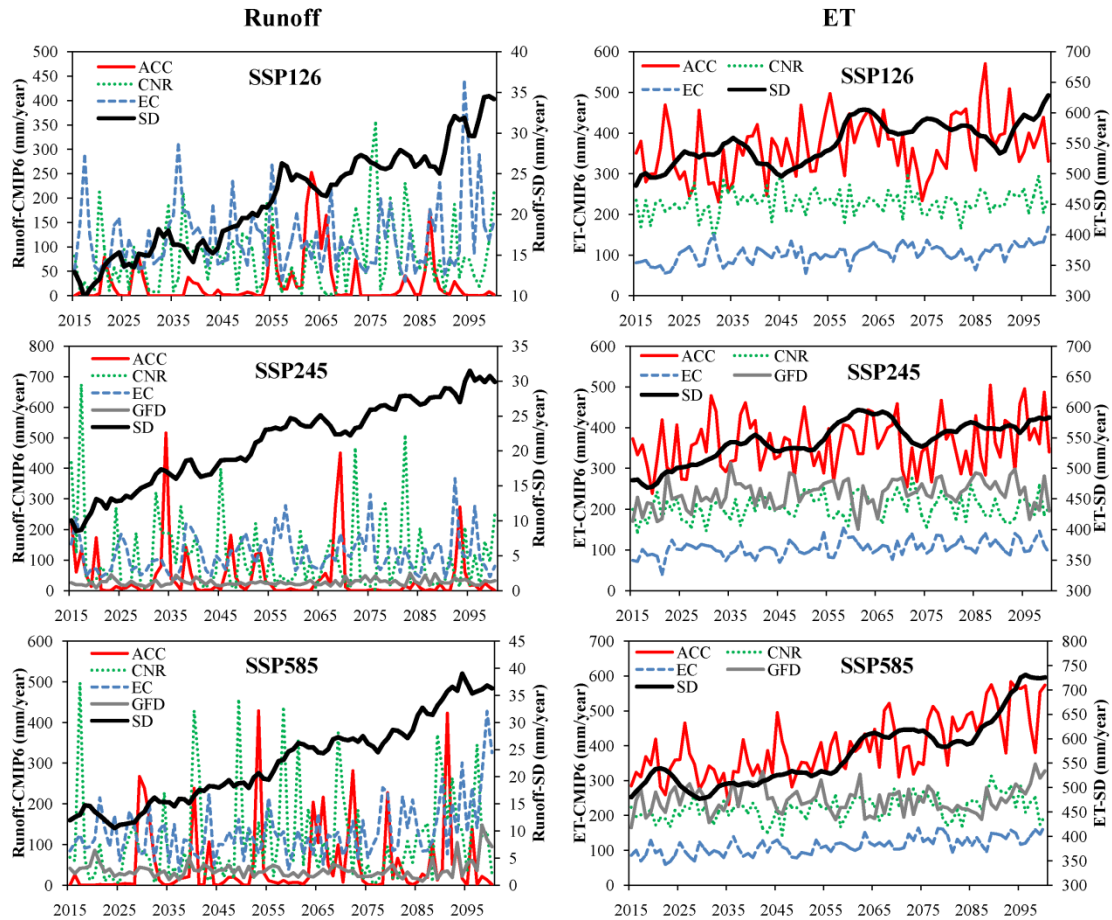 Runoff
ET
SSP126
ACC
CNR
EC
SD
Runoff-CMIP6 (mm/year)
500
450
400
350
300
250
200
150
100
50
0
Runoff-SD (mm/year)
40
35
30
25
20
15
10
2015 2025 2035 2045 2055 2065 2075 2085 2095
SSP126
ACC CNR
EC SD
ET-CMIP6 (mm/year)
600
500
400
300
200
100
0
ET-SD (mm/year)
700
650
600
550
500
450
400
350
300
2015 2025 2035 2045 2055 2065 2075 2085 2095
SSP245
ACC
CNR
EC
GFD
SD
Runoff-CMIP6 (mm/year)
800
700
600
500
400
300
200
100
0
Runoff-SD (mm/year)
35
30
25
20
15
10
5
0
2015 2025 2035 2045 2055 2065 2075 2085 2095
SSP245
ACC CNR
EC GFD
SD
ET-CMIP6 (mm/year)
600
500
400
300
200
100
0
ET-SD (mm/year)
700
650
600
550
500
450
400
350
300
2015 2025 2035 2045 2055 2065 2075 2085 2095
SSP585
ACC
CNR
EC
GFD
SD
Runoff-CMIP6 (mm/year)
600
500
400
300
200
100
0
Runoff-SD (mm/year)
45
40
35
30
25
20
15
10
5
0
2015 2025 2035 2045 2055 2065 2075 2085 2095
SSP585
ACC CNR
EC GFD
SD
ET-CMIP6 (mm/year)
700
600
500
400
300
200
100
0
ET-SD (mm/year)
800
700
600
500
400
300
2015 2025 2035 2045 2055 2065 2075 2085 2095